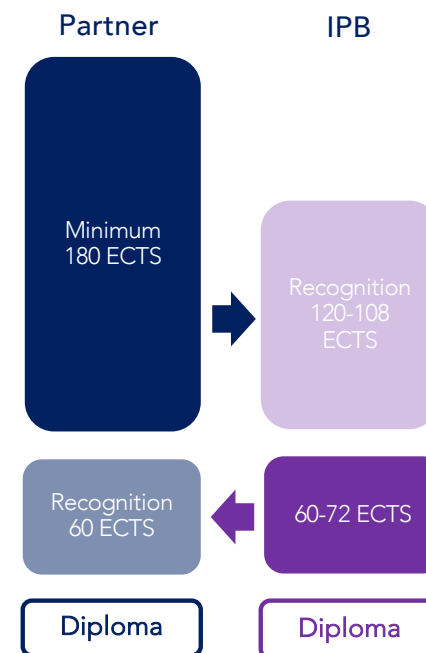 Partner
IPB
Minimum
180 ECTS
Recognition
120-108
ECTS
Recognition
60 ECTS
60-72 ECTS
Diploma
Diploma